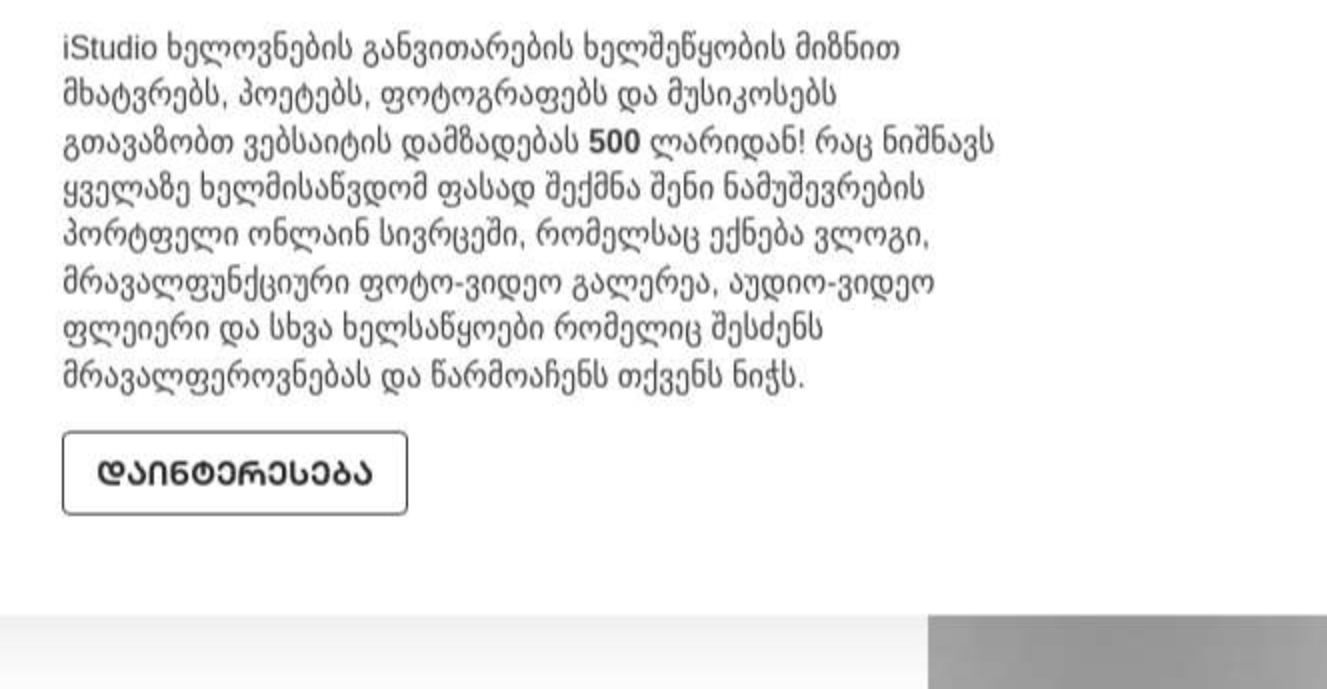 iStudio ხელოვნების განვითარების ხელშეწყობის მიზნით
მხატვრებს, პოეტებს, ფოტოგრაფებს და მუსიკოსებს
გთავაზობთ ვებსაიტის დამზადებას 500 ლარიდან! რაც ნიშნავს
ყველაზე ხელმისაწვდომ ფასად შექმნა შენი ნამუშევრების
პორტფელი ონლაინ სივრცეში, რომელსაც ექნება ვლოგი,
მრავალფუნქციური ფოტო-ვიდეო გალერეა, აუდიო-ვიდეო
ფლეიერი და სხვა ხელსაწყოები რომელიც შესძენს
მრავალფეროვნებას და წარმოაჩენს თქვენს ნიჭს.
ᲓᲐᲘᲜᲢᲔᲠᲔᲡᲔᲑᲐ